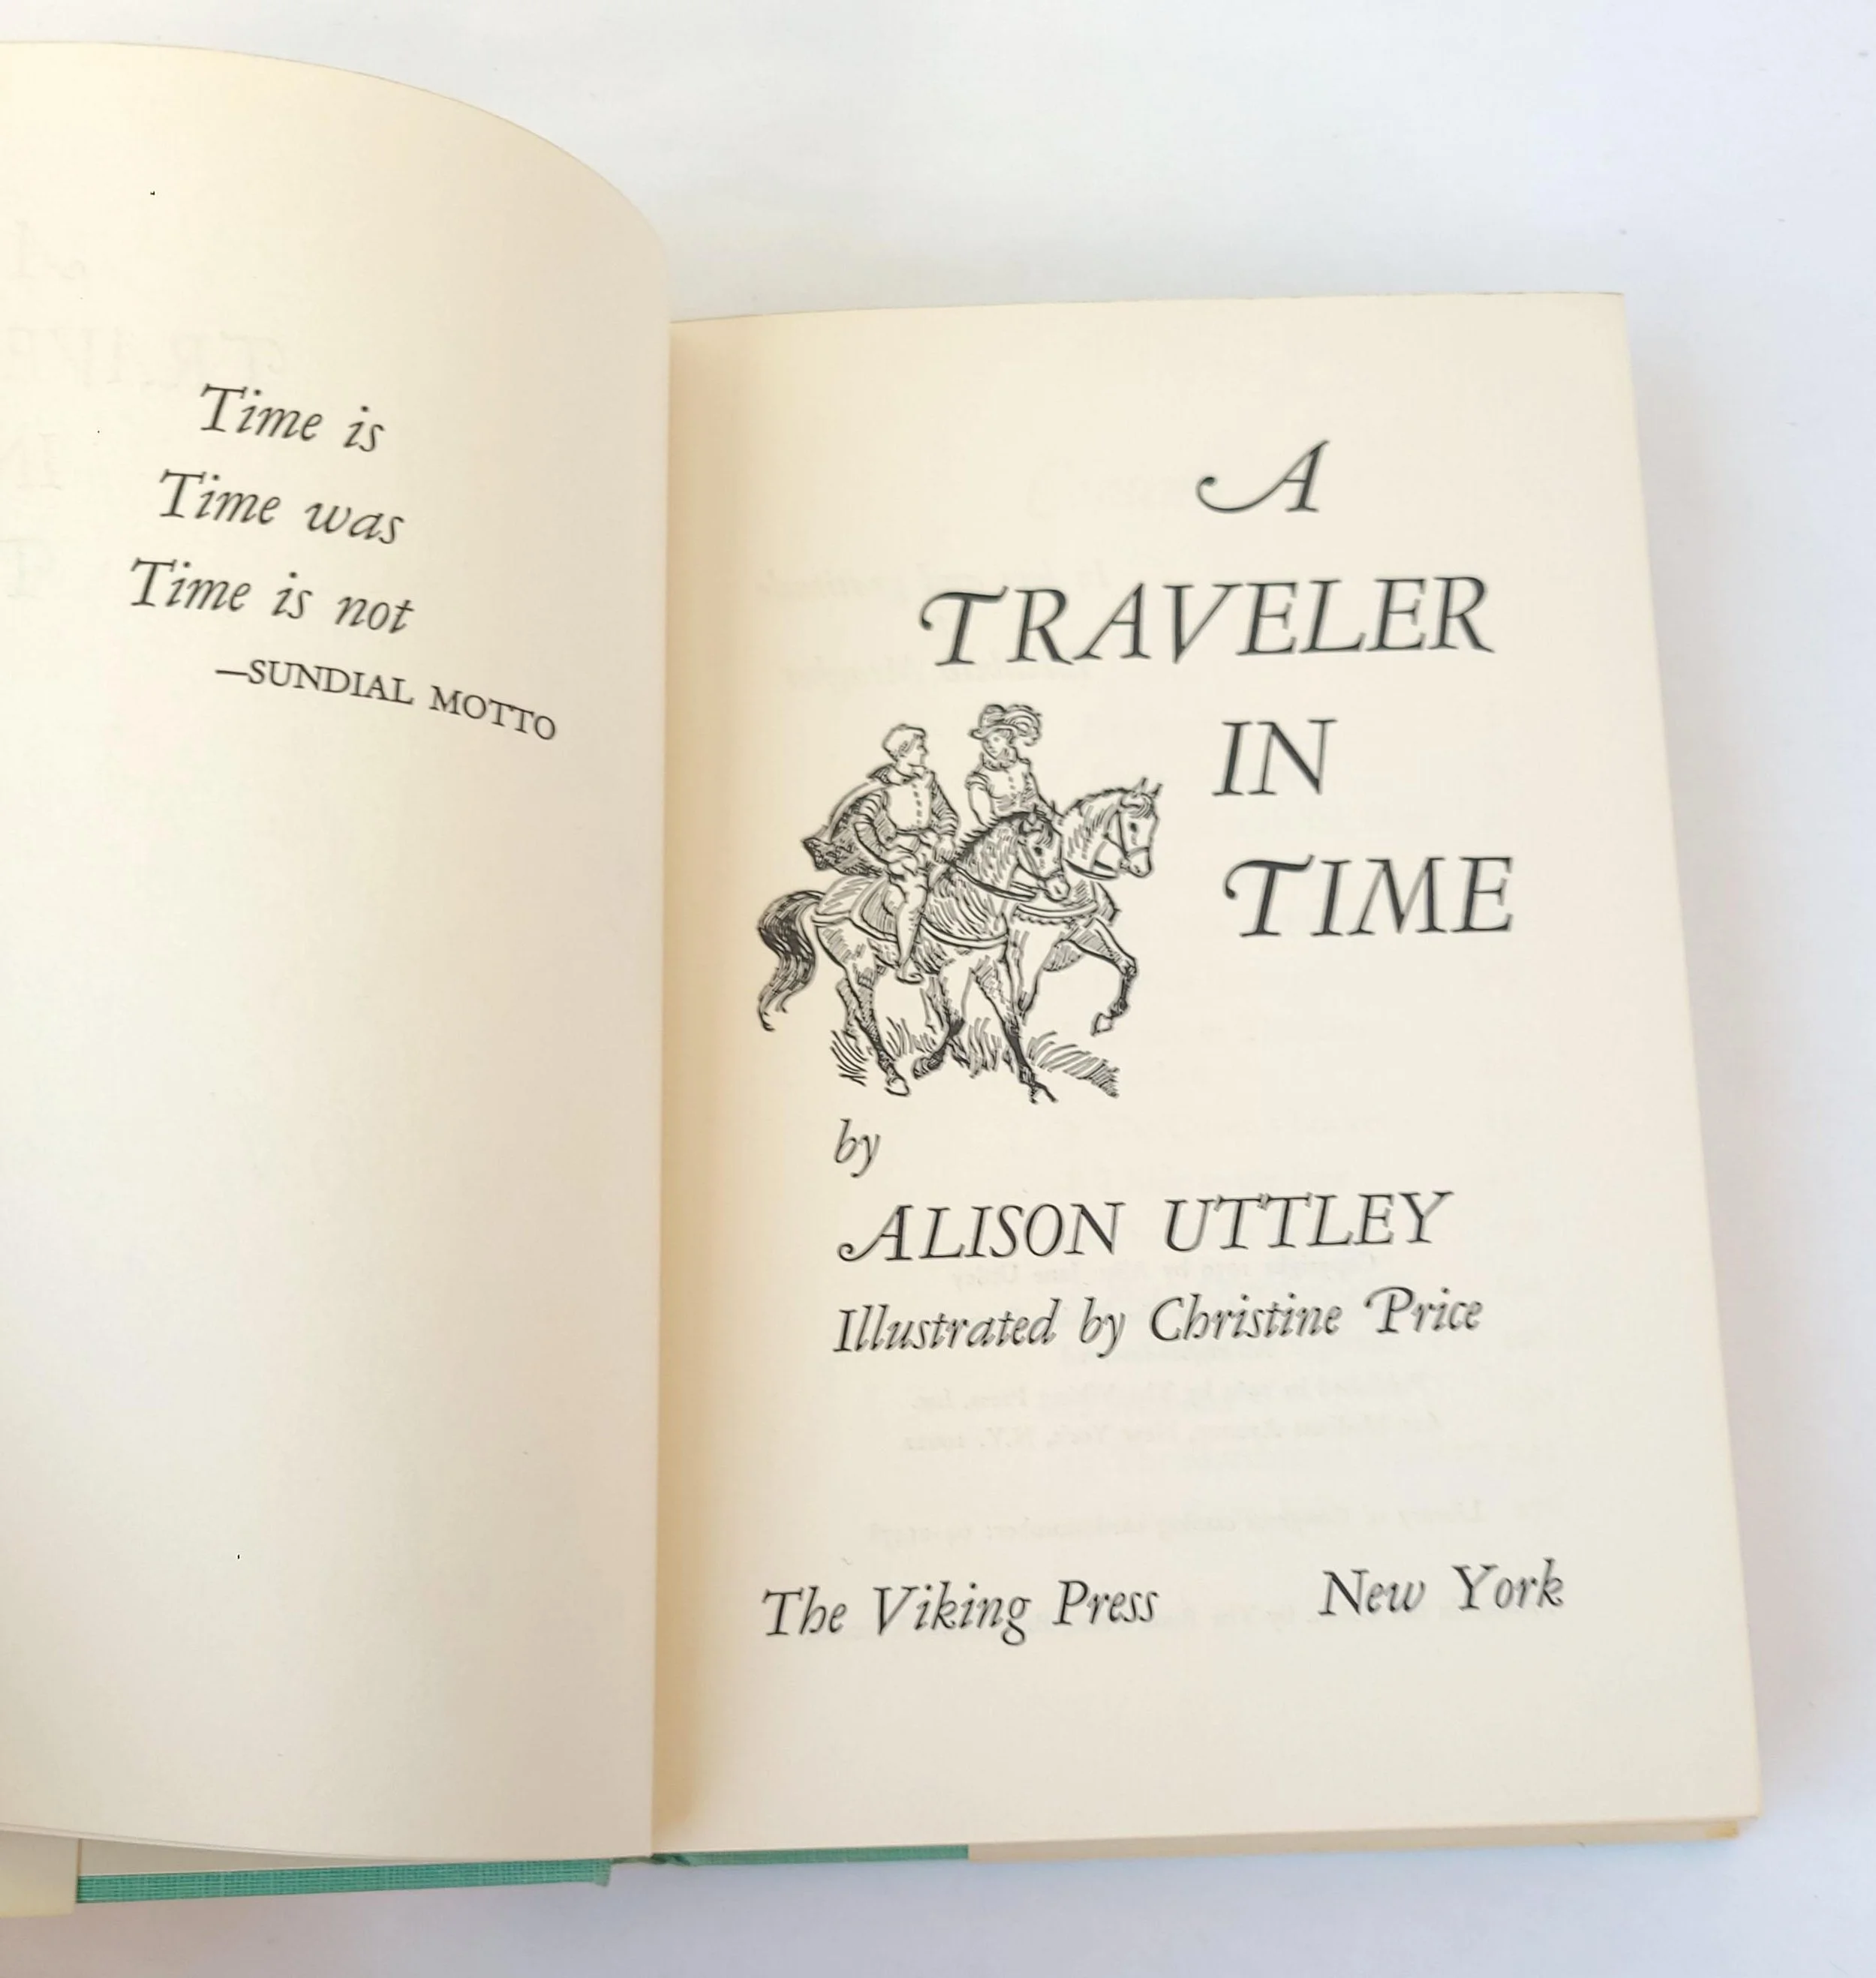 Time is
Time was
Time is not
—SUNDIAL MOTTO
A
TRAVELER
IN
TIME
by
ALISON UTTLEY
Illustrated by Christine Price
The Viking Press New York